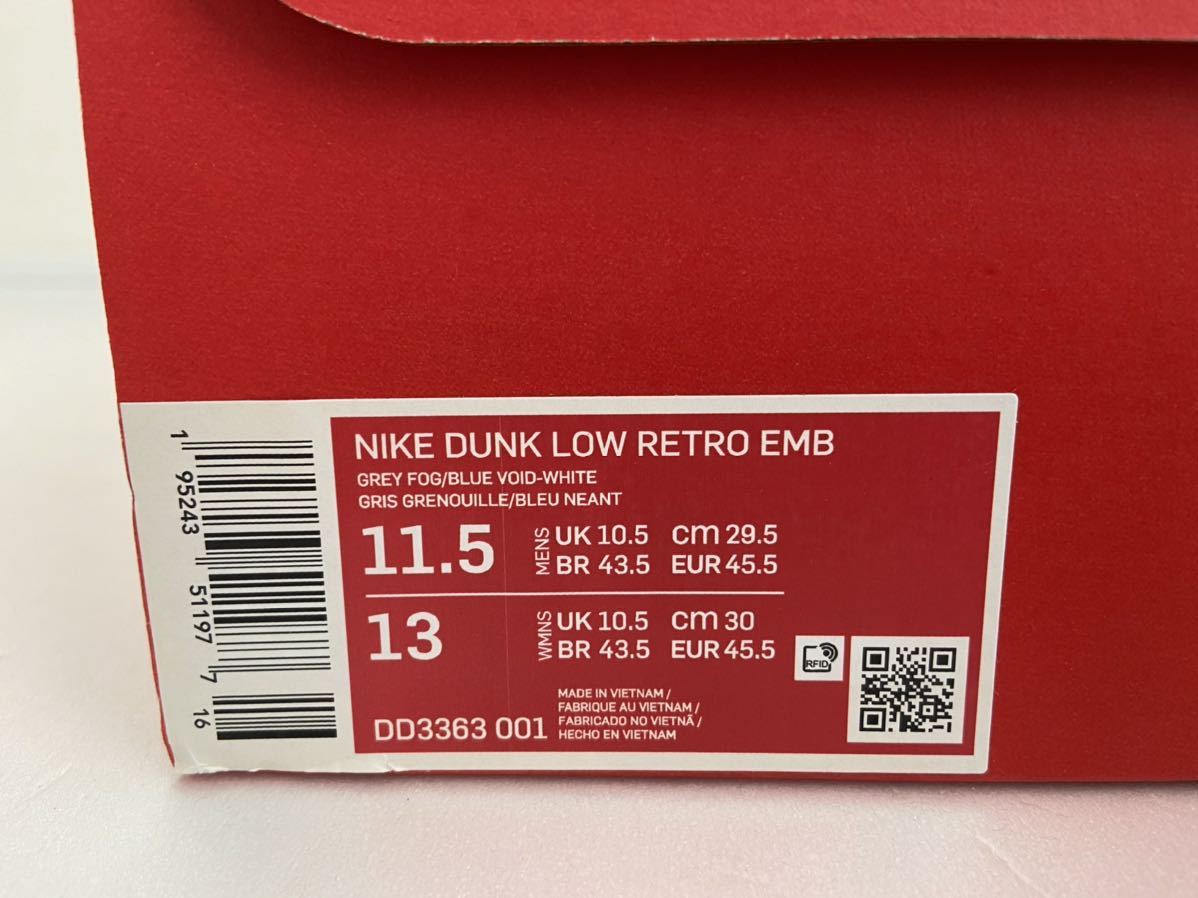 NIKE DUNK LOW RETRO EMB
GREY FOG/BLUE VOID-WHITE
GRIS GRENOUILLE/BLEU NEANT
11.5 MENS UK 10.5 CM 29.5
BR 43.5 EUR 45.5
13 WMNS UK 10.5 CM 30
BR 43.5 EUR 45.5
RFID
DD3363 001
MADE IN VIETNAM /
FABRIQUE AU VIETNAM /
FABRICADO NO VIETNÃ /
HECHO EN VIETNAM
1 95243 51197 7 16